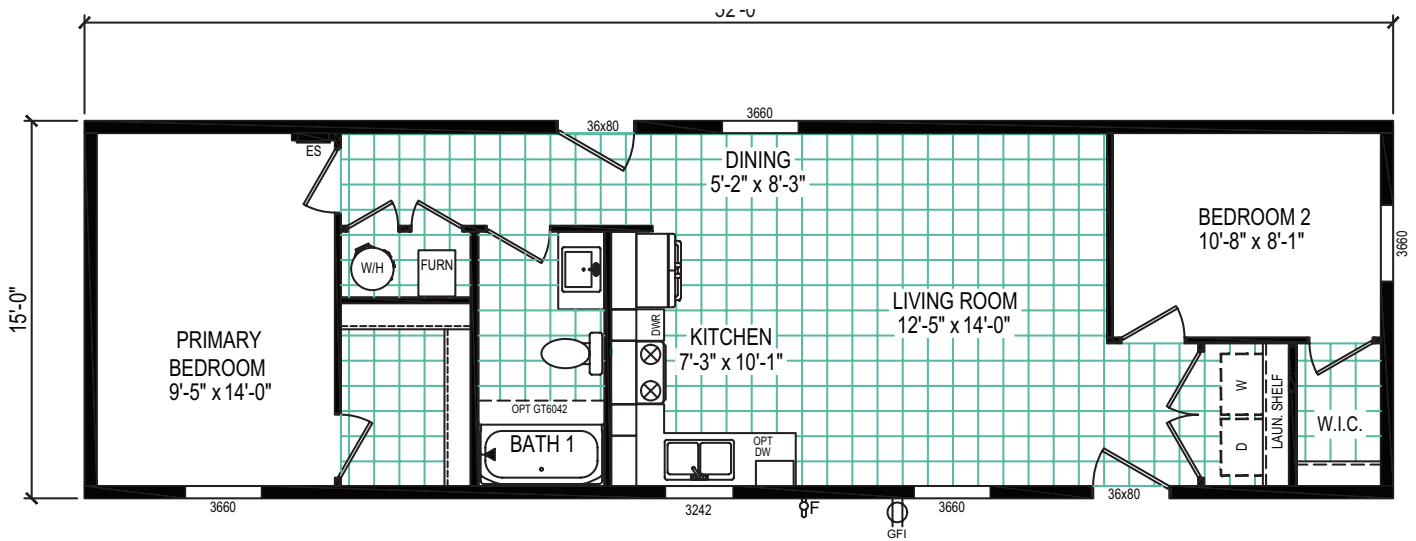 52'-0"
36x80
3660
ES
DINING
5'-2" x 8'-3"
BEDROOM 2
10'-8" x 8'-1"
3660
15'-0"
W/H
FURN
LIVING ROOM
12'-5" x 14'-0"
PRIMARY
BEDROOM
9'-5" x 14'-0"
DWR
KITCHEN
7'-3" x 10'-1"
OPT GT6042
BATH 1
OPT
DW
W
D
LAUN. SHELF
W.I.C.
3660
3242
F
GFI
3660
36x80